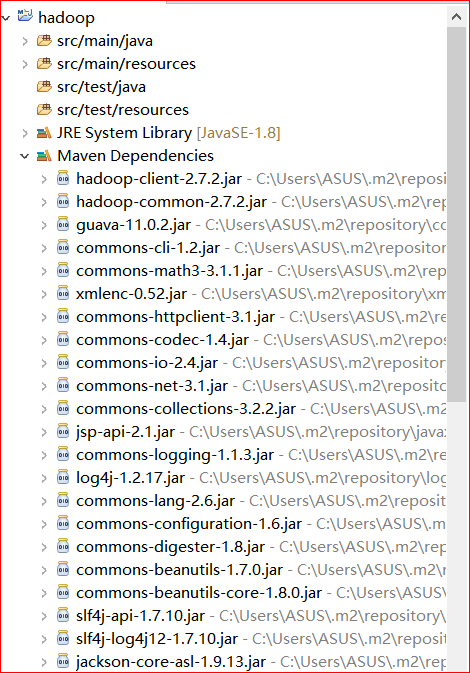 hadoop
src/main/java
src/main/resources
src/test/java
src/test/resources
JRE System Library [JavaSE-1.8]
Maven Dependencies
hadoop-client-2.7.2.jar - C:\Users\ASUS\.m2\reposi
hadoop-common-2.7.2.jar - C:\Users\ASUS\.m2\rep
guava-11.0.2.jar - C:\Users\ASUS\.m2\repository\co
commons-cli-1.2.jar - C:\Users\ASUS\.m2\repositor
commons-math3-3.1.1.jar - C:\Users\ASUS\.m2\rep
xmlenc-0.52.jar - C:\Users\ASUS\.m2\repository\xm
commons-httpclient-3.1.jar - C:\Users\ASUS\.m2\re
commons-codec-1.4.jar - C:\Users\ASUS\.m2\repos
commons-io-2.4.jar - C:\Users\ASUS\.m2\repositor
commons-net-3.1.jar - C:\Users\ASUS\.m2\reposito
commons-collections-3.2.2.jar - C:\Users\ASUS\.m2
jsp-api-2.1.jar - C:\Users\ASUS\.m2\repository\java
commons-logging-1.1.3.jar - C:\Users\ASUS\.m2\re
log4j-1.2.17.jar - C:\Users\ASUS\.m2\repository\log
commons-lang-2.6.jar - C:\Users\ASUS\.m2\reposit
commons-configuration-1.6.jar - C:\Users\ASUS\.m
commons-digester-1.8.jar - C:\Users\ASUS\.m2\rep
commons-beanutils-1.7.0.jar - C:\Users\ASUS\.m2\
commons-beanutils-core-1.8.0.jar - C:\Users\ASUS\
slf4j-api-1.7.10.jar - C:\Users\ASUS\.m2\repository\
slf4j-log4j12-1.7.10.jar - C:\Users\ASUS\.m2\repos
jackson-core-asl-1.9.13.jar - C:\Users\ASUS\.m2\re